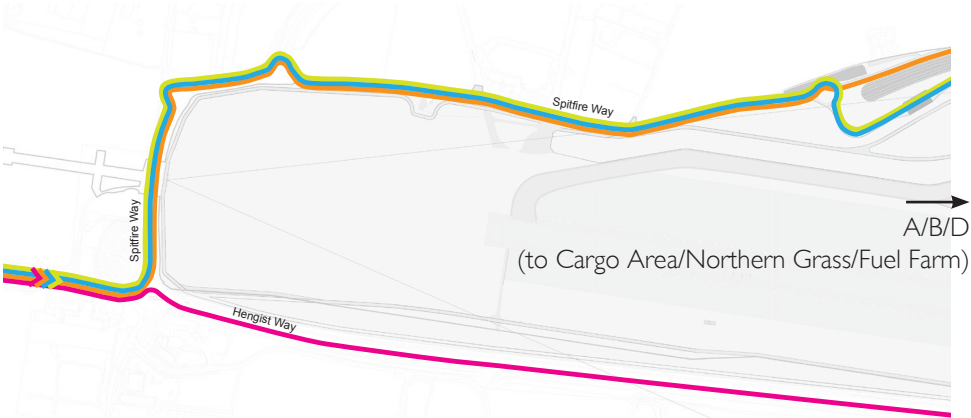 Spitfire Way
Spitfire Way
A/B/D
(to Cargo Area/Northern Grass/Fuel Farm)
Hengist Way